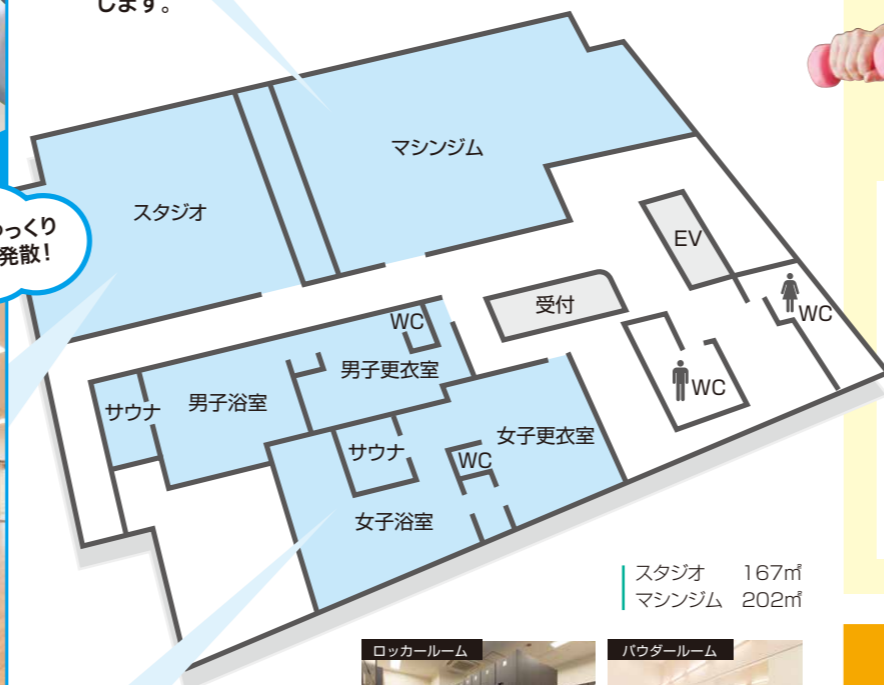 します。
マシンジム
スタジオ
っくり
発散!
EV
受付
WC
WC
WC
男子更衣室
男子浴室
サウナ
サウナ
女子更衣室
WC
女子浴室
スタジオ 167㎡
マシンジム 202㎡
ロッカールーム
パウダールーム